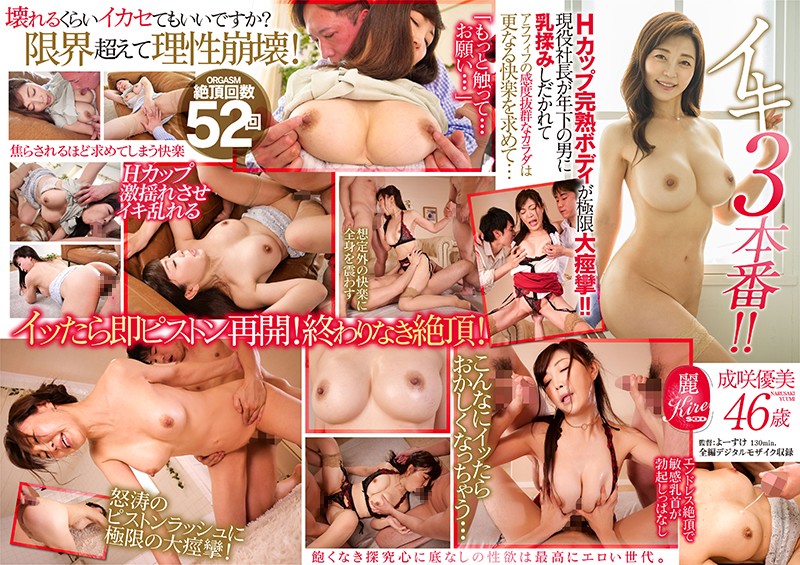 壊れるくらいイカセてもいいですか?
限界超えて理性崩壊!
ORGASM
絶頂回数
52回
焦らされるほど求めてしまう快楽
Hカップ
激揺れさせ
イキ乱れる
「もっと触って…
お願い…」
想定外の快楽に
全身を震わす
イキ3本番!!
Hカップ完熟ボディが極限大痙攣!!
現役社長が年下の男に
乳揉みしだかれて
アラフィフの感度抜群なカラダは
更なる快楽を求めて…
イッたら即ピストン再開!終わりなき絶頂!
こんなにイッたら
おかしくなっちゃう…
怒涛の
ピストンラッシュに
極限の大痙攣!
麗
Kire
SOD
成咲優美
NARUSAKI
YUUMI
46歳
監督:よーすけ 130min.
全編デジタルモザイク収録
エンドレス絶頂で
敏感乳首が
勃起しっぱなし
飽くなき探究心に底なしの性欲は最高にエロい世代。